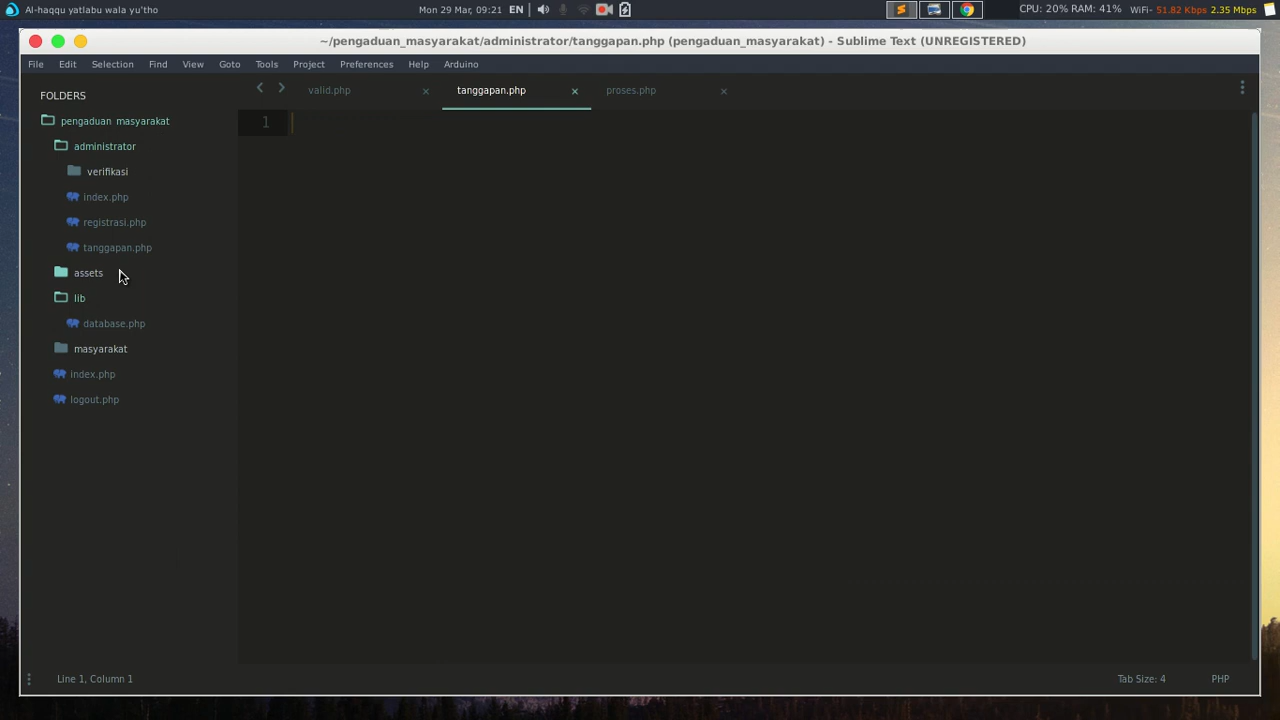 Al-haqqu yatlabu wala yu'tho
Mon 29 Mar, 09:21 EN
CPU: 20% RAM: 41% WiFi- 51.82 Kbps 2.35 Mbps
~/pengaduan_masyarakat/administrator/tanggapan.php (pengaduan_masyarakat) - Sublime Text (UNREGISTERED)
File Edit Selection Find View Goto Tools Project Preferences Help Arduino
FOLDERS
pengaduan_masyarakat
administrator
verifikasi
index.php
registrasi.php
tanggapan.php
assets
lib
database.php
masyarakat
index.php
logout.php
valid.php × tanggapan.php × proses.php ×
1
Line 1, Column 1
Tab Size: 4 PHP